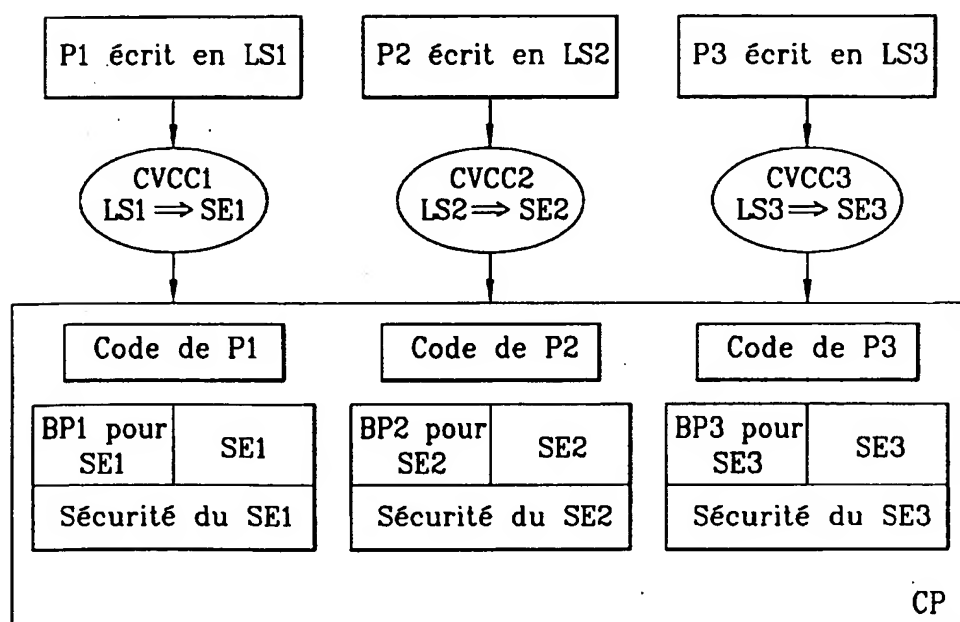 P1 écrit en LS1
P2 écrit en LS2
P3 écrit en LS3
CVCC1
LS1 ⇒ SE1
CVCC2
LS2 ⇒ SE2
CVCC3
LS3 ⇒ SE3
Code de P1
Code de P2
Code de P3
BP1 pour
SE1
SE1
BP2 pour
SE2
SE2
BP3 pour
SE3
SE3
Sécurité du SE1
Sécurité du SE2
Sécurité du SE3
CP